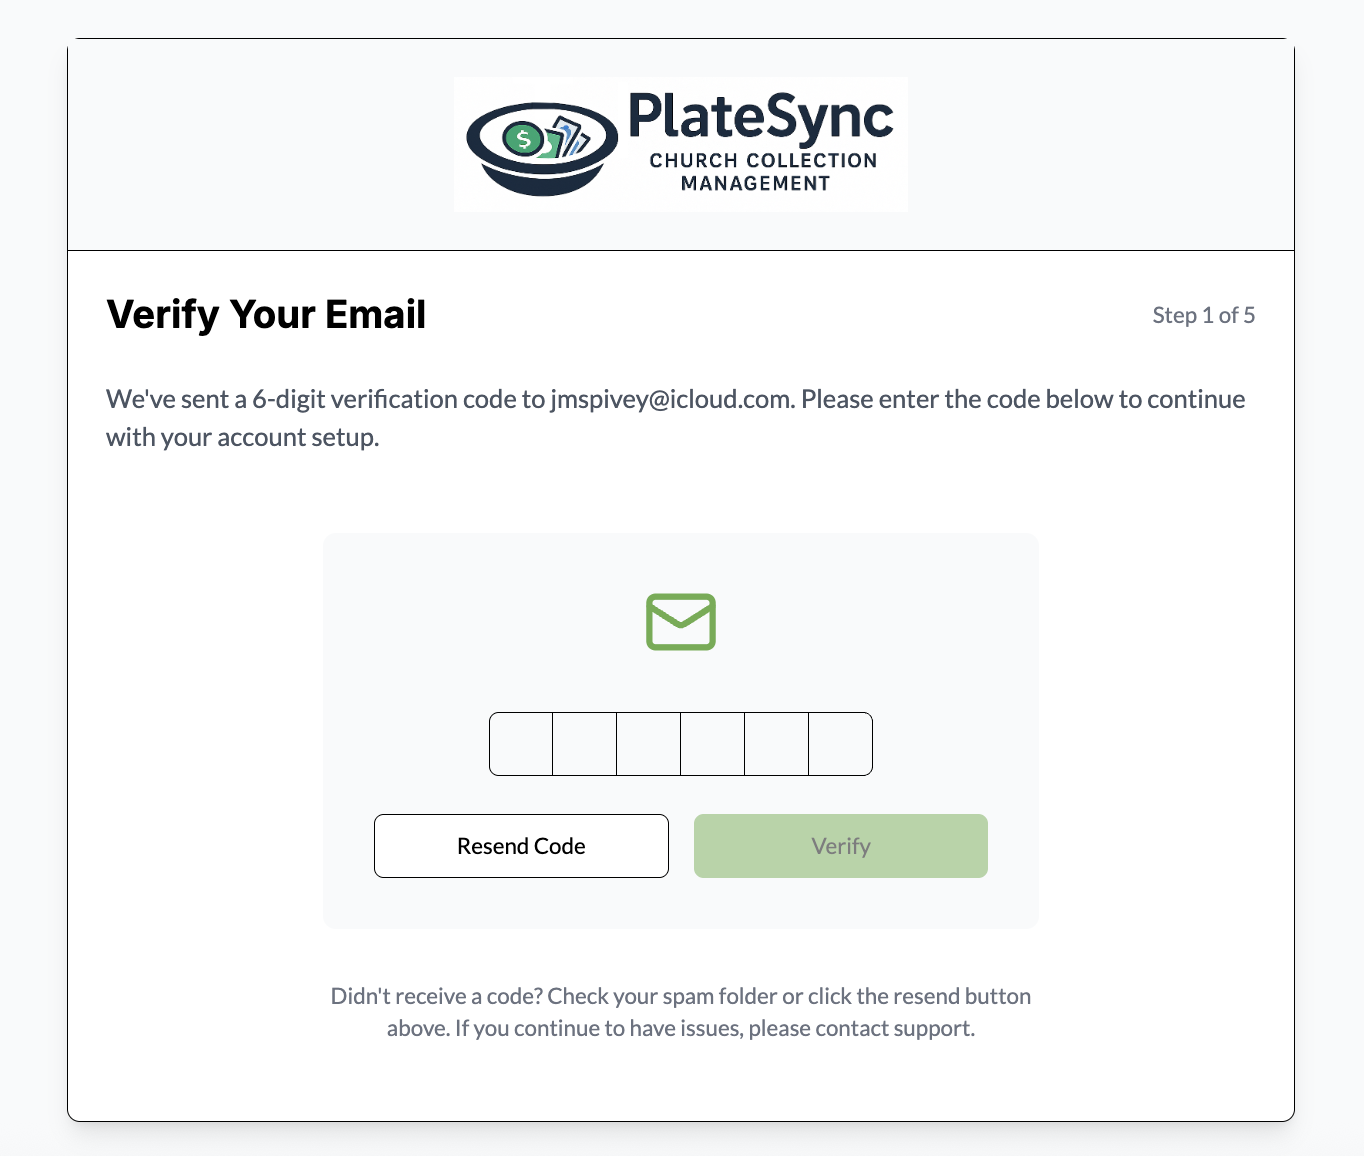 PlateSync
CHURCH COLLECTION
MANAGEMENT
$
Verify Your Email
Step 1 of 5
We've sent a 6-digit verification code to jmspivey@icloud.com. Please enter the code below to continue
with your account setup.
Resend Code
Verify
Didn't receive a code? Check your spam folder or click the resend button
above. If you continue to have issues, please contact support.